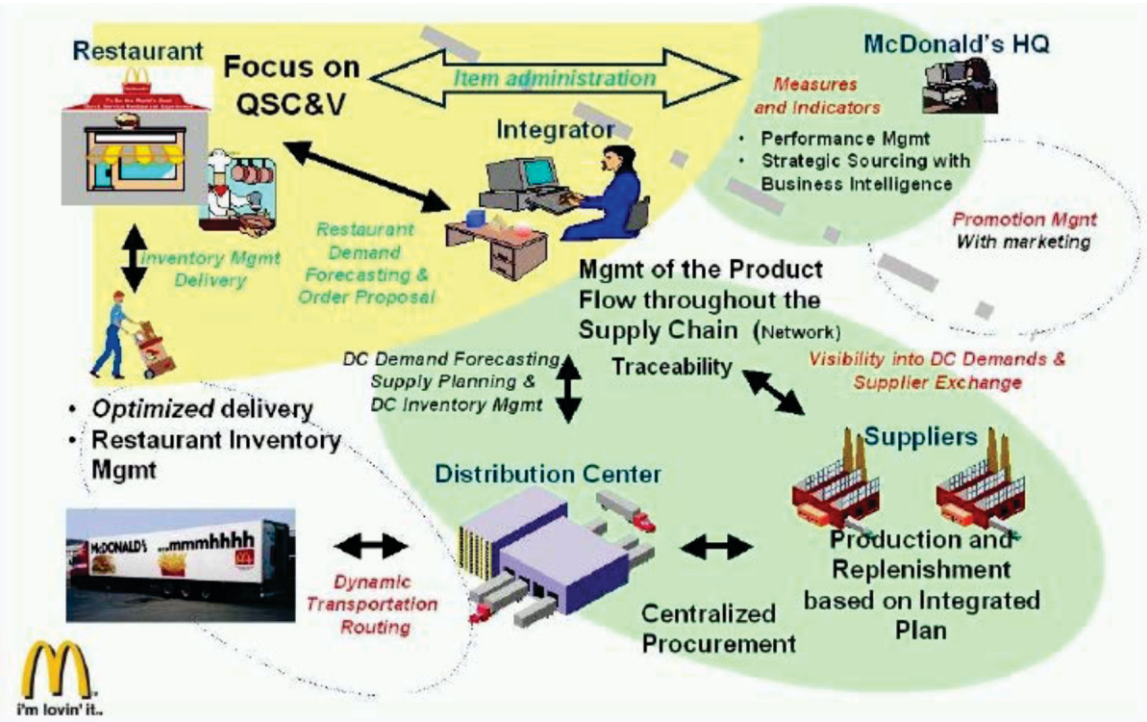 Restaurant
Focus on
QSC&V
Item administration
McDonald's HQ
Measures
and Indicators
• Performance Mgmt
• Strategic Sourcing with
Business Intelligence
Integrator
Promotion Mgnt
With marketing
Inventory Mgmt
Delivery
Restaurant
Demand
Forecasting &
Order Proposal
Mgmt of the Product
Flow throughout the
Supply Chain (Network)
Traceability
DC Demand Forecasting
Supply Planning &
DC Inventory Mgmt
Visibility into DC Demands &
Supplier Exchange
• Optimized delivery
• Restaurant Inventory
Mgmt
Distribution Center
Suppliers
McDONALD'S ...mmmhhhh
Dynamic
Transportation
Routing
Production and
Replenishment
based on Integrated
Plan
Centralized
Procurement
i'm lovin' it..